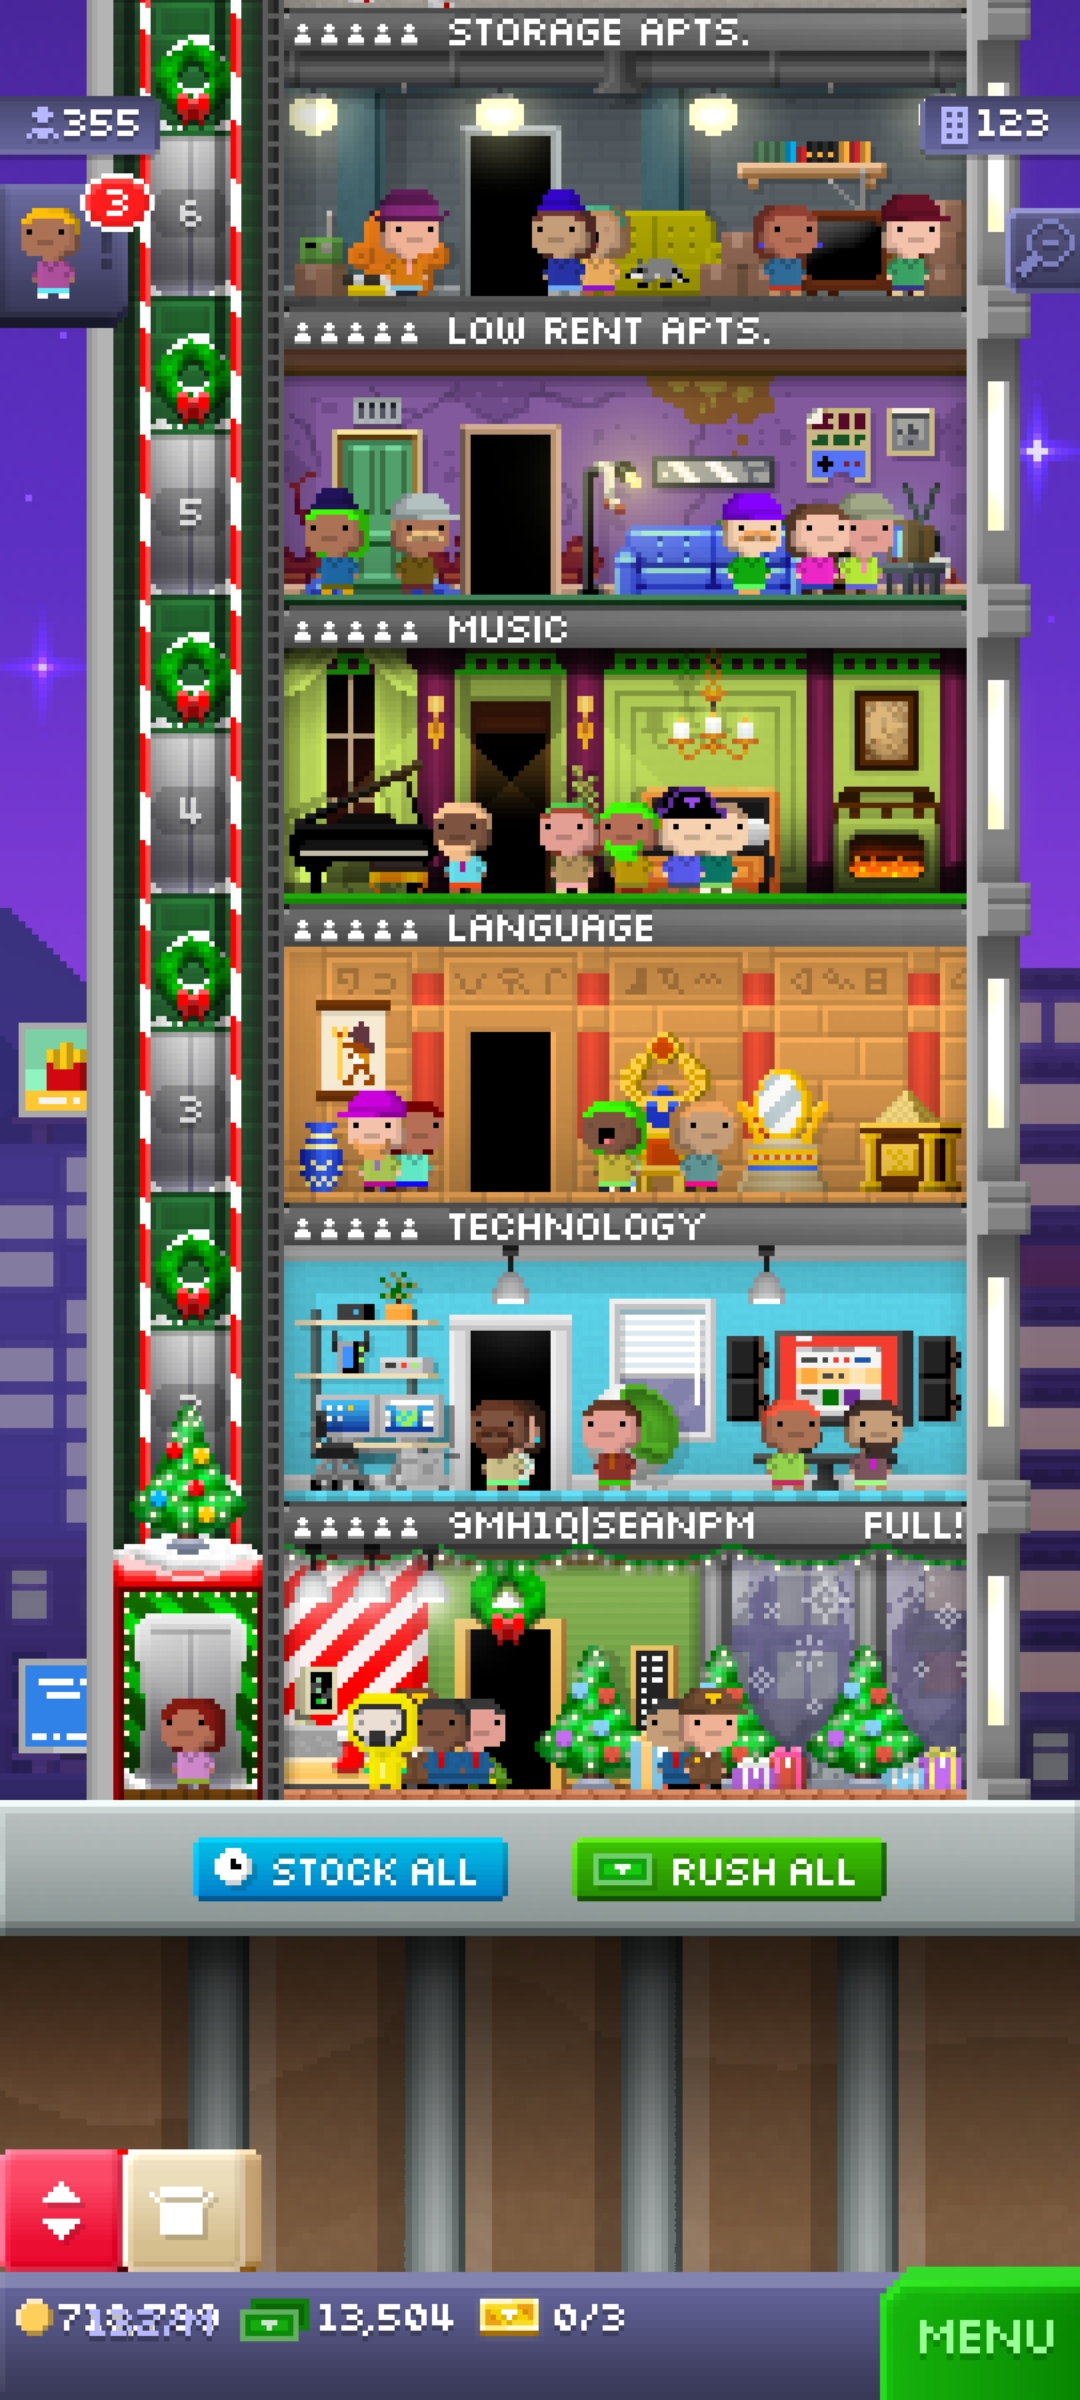 STORAGE APTS.
355
123
3
6
LOW RENT APTS.
5
MUSIC
4
LANGUAGE
3
TECHNOLOGY
9MH1Q|SEANPM FULL!
STOCK ALL
RUSH ALL
13,504
0/3
MENU